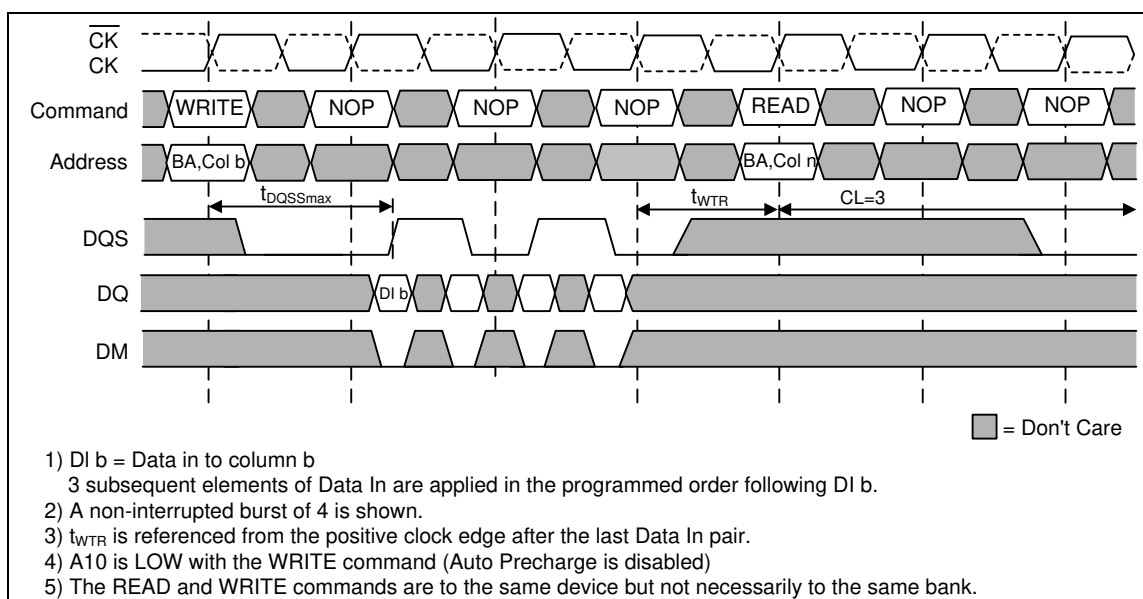 CK
CK
Command WRITE NOP NOP NOP READ NOP NOP
Address BA,Col b BA,Col n
tDQSSmax tWTR CL=3
DQS
DQ DI b
DM
= Don't Care
1) DI b = Data in to column b
3 subsequent elements of Data In are applied in the programmed order following DI b.
2) A non-interrupted burst of 4 is shown.
3) tWTR is referenced from the positive clock edge after the last Data In pair.
4) A10 is LOW with the WRITE command (Auto Precharge is disabled)
5) The READ and WRITE commands are to the same device but not necessarily to the same bank.